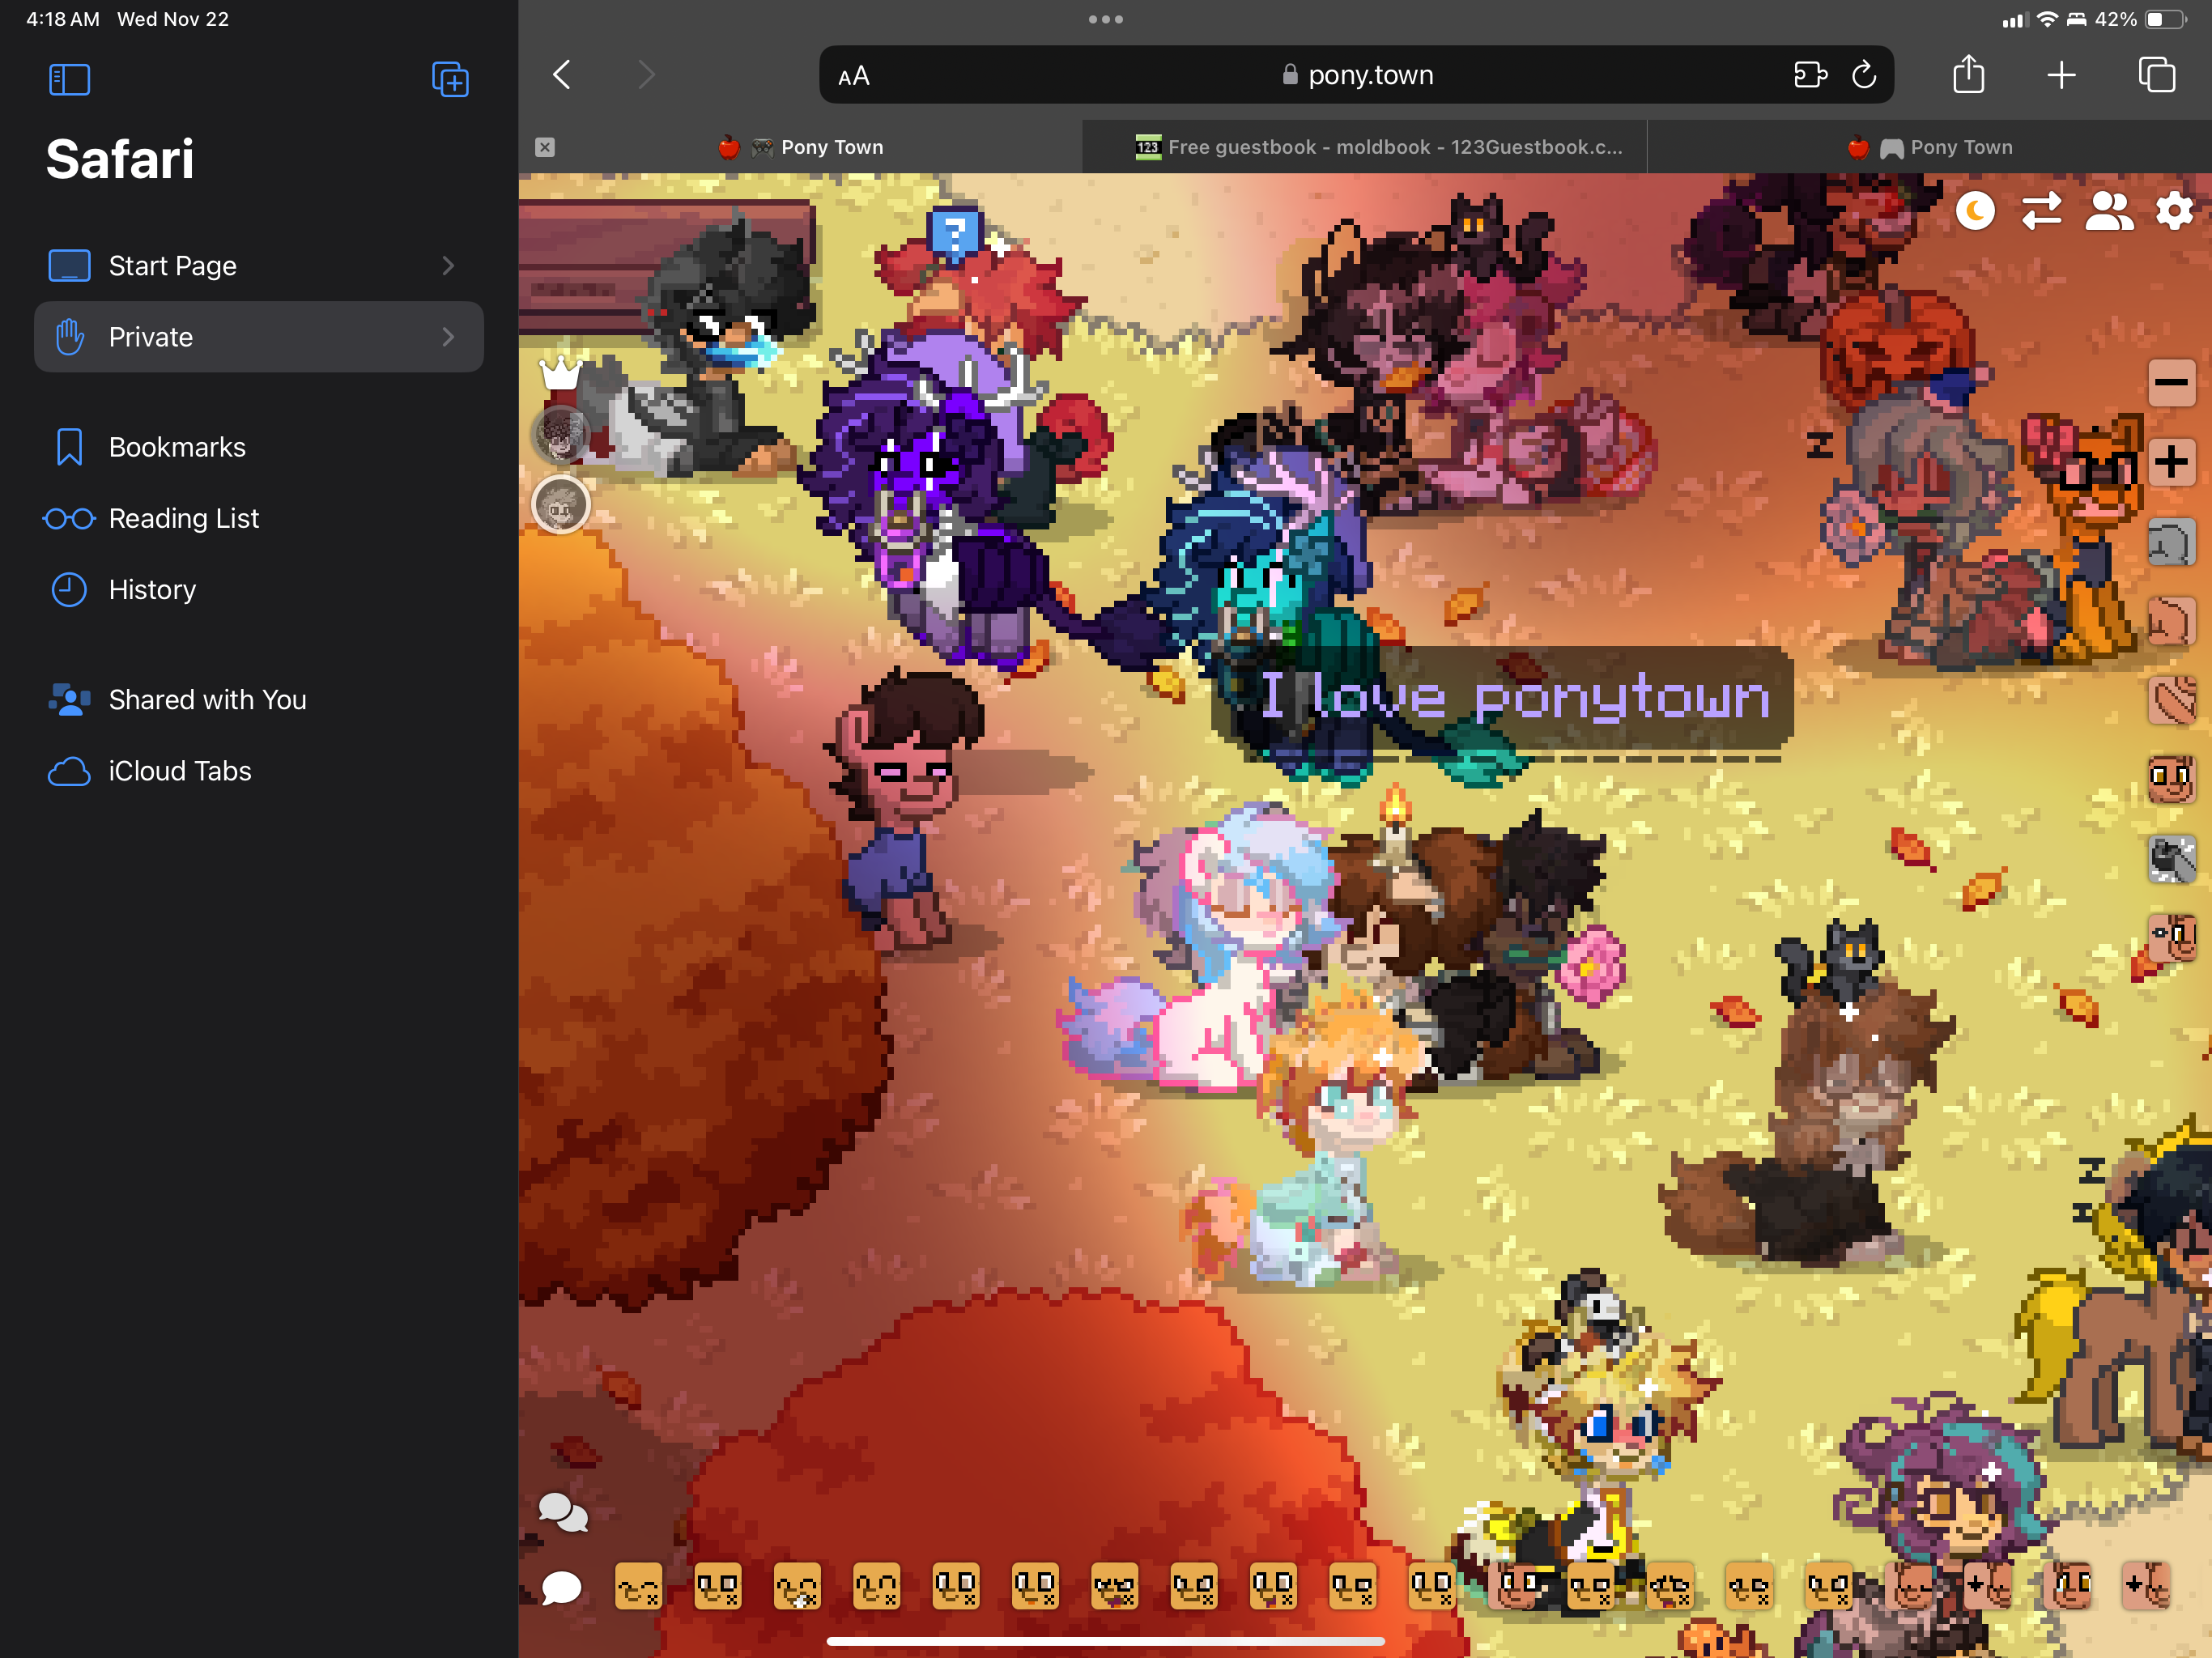 4:18 AM Wed Nov 22
42%
Safari
Start Page
Private
Bookmarks
Reading List
History
Shared with You
iCloud Tabs
AA
pony.town
Pony Town
123
Free guestbook - moldbook - 123Guestbook.c...
Pony Town
?
I love ponytown